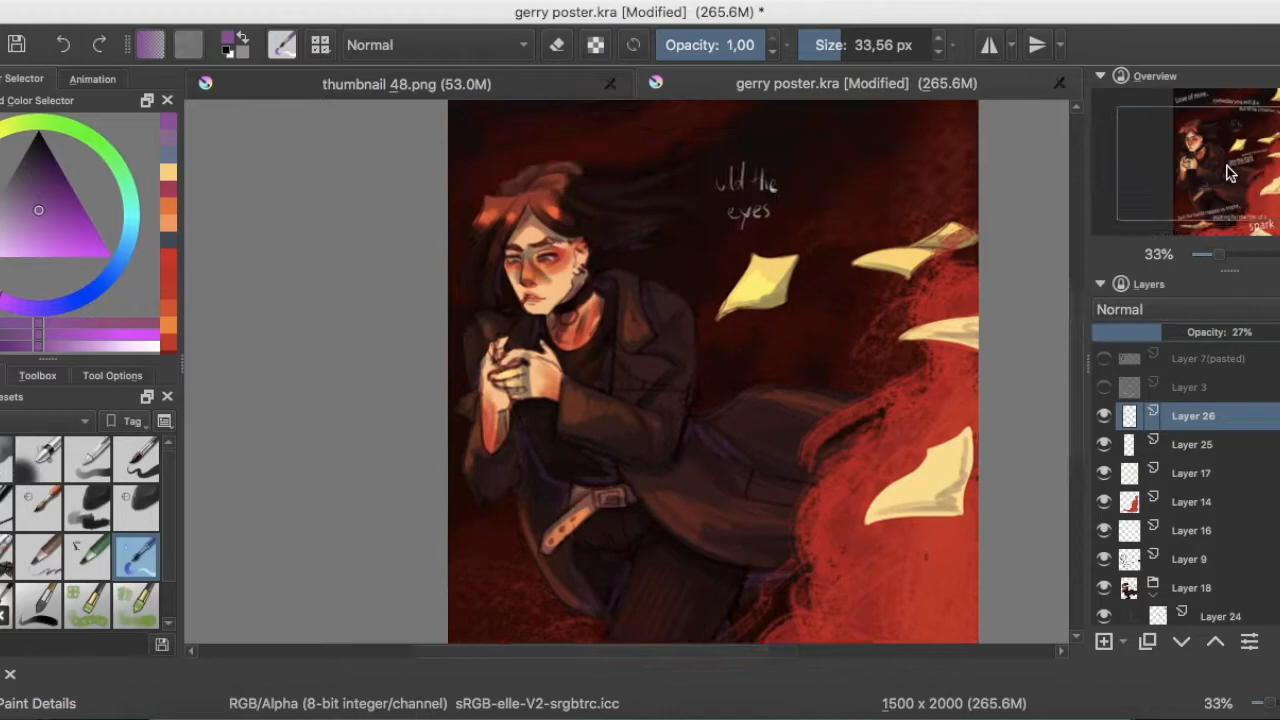 gerry poster.kra [Modified] (265.6M) *
Normal
Opacity: 1,00
Size: 33,56 px
or Selector
Animation
thumbnail 48.png (53.0M)
gerry poster.kra [Modified] (265.6M)
Overview
d Color Selector
uld the
eyes
spark
33%
Layers
Normal
Opacity: 27%
Layer 7(pasted)
Toolbox
Tool Options
Layer 3
esets
Tag
Layer 26
Layer 25
Layer 17
Layer 14
Layer 16
Layer 9
Layer 18
Layer 24
Paint Details
RGB/Alpha (8-bit integer/channel) sRGB-elle-V2-srgbtrc.icc
1500 x 2000 (265.6M)
33%